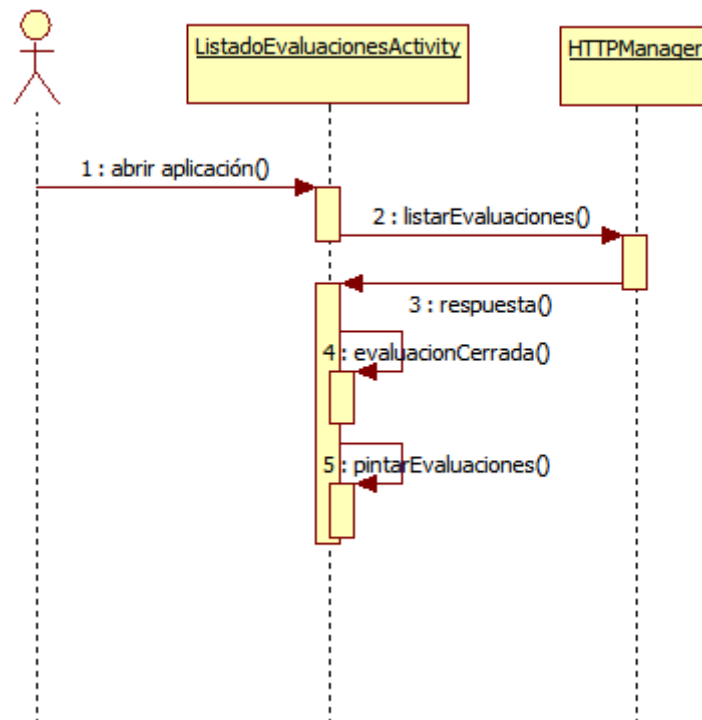 ListadoEvaluacionesActivity
HTTPManager
1 : abrir aplicación()
2 : listarEvaluaciones()
3 : respuesta()
4 : evaluacionCerrada()
5 : pintarEvaluaciones()